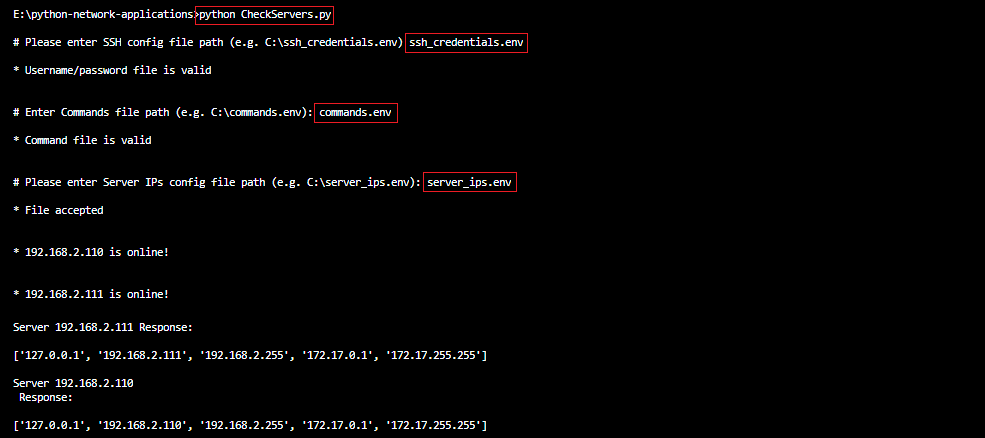 E:\python-network-applications>python CheckServers.py
# Please enter SSH config file path (e.g. C:\ssh_credentials.env) ssh_credentials.env
* Username/password file is valid
# Enter Commands file path (e.g. C:\commands.env): commands.env
* Command file is valid
# Please enter Server IPs config file path (e.g. C:\server_ips.env): server_ips.env
* File accepted
* 192.168.2.110 is online!
* 192.168.2.111 is online!
Server 192.168.2.111 Response:
['127.0.0.1', '192.168.2.111', '192.168.2.255', '172.17.0.1', '172.17.255.255']
Server 192.168.2.110
Response:
['127.0.0.1', '192.168.2.110', '192.168.2.255', '172.17.0.1', '172.17.255.255']